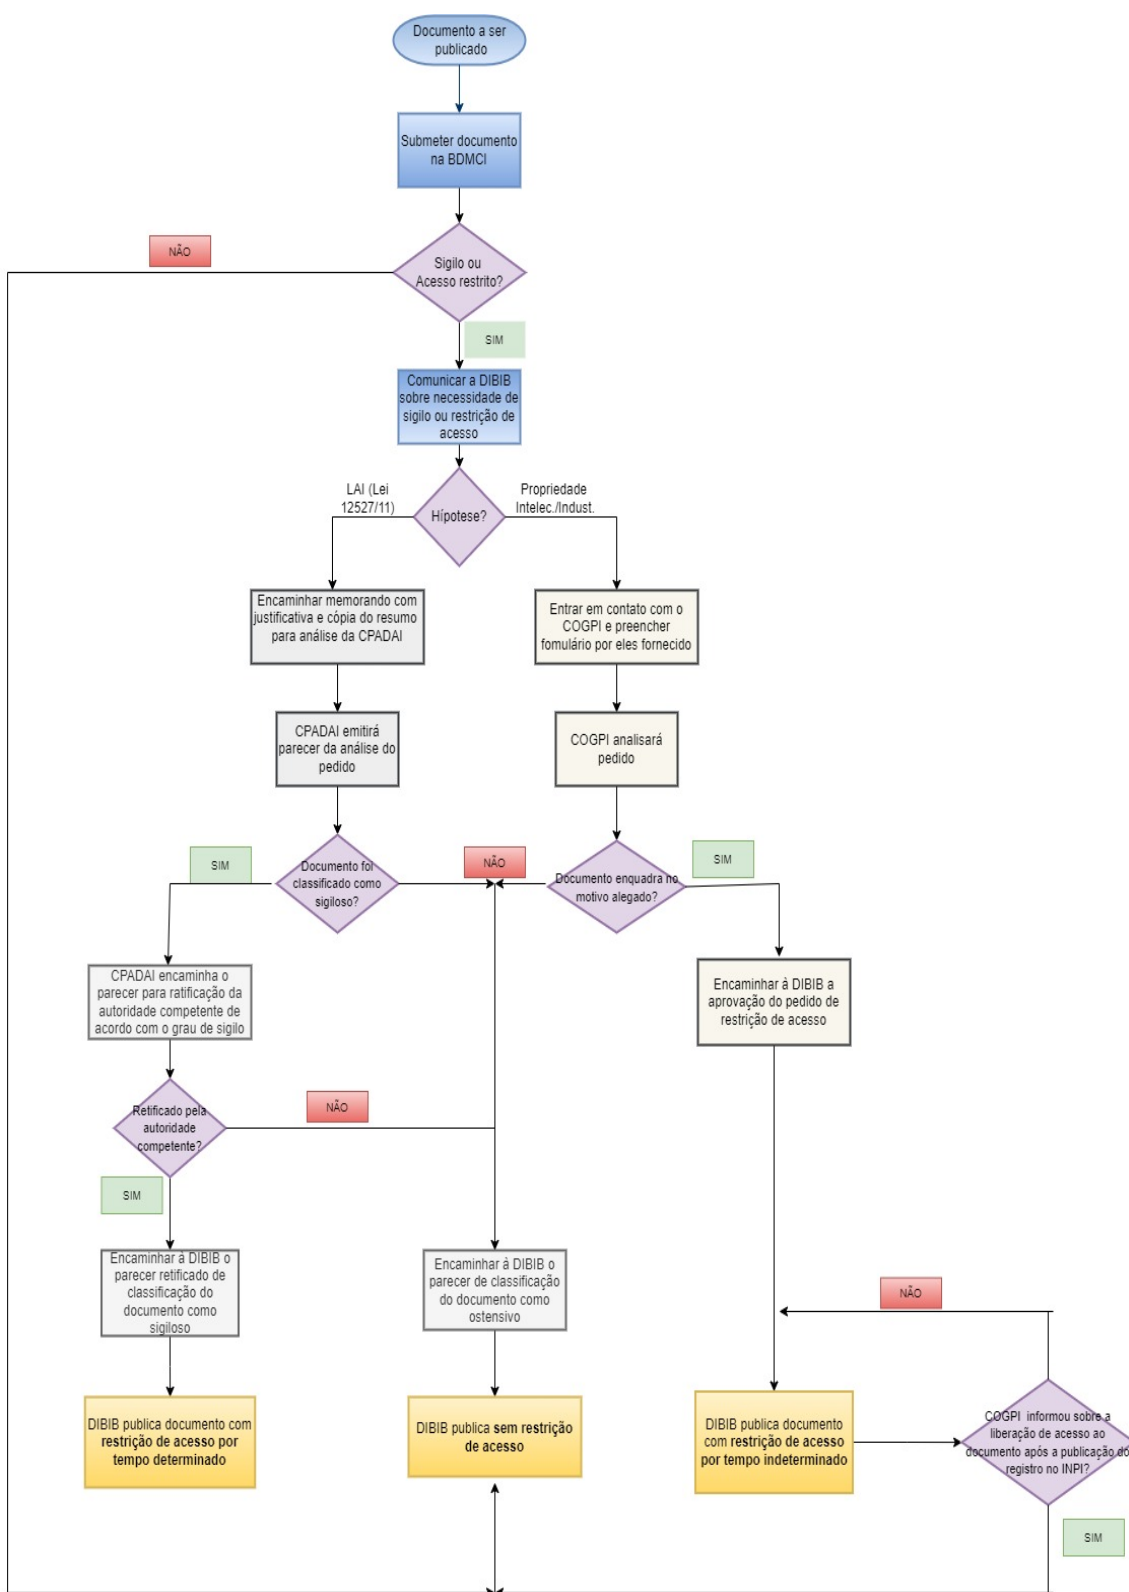 Documento a ser
publicado
Submeter documento
na BDMCI
NÃO
Sigilo ou
Acesso restrito?
SIM
Comunicar a DIBIB
sobre necessidade de
sigilo ou restrição de
acesso
LAI (Lei
12527/11)
Hípotese?
Propriedade
Intelec./Indust.
Encaminhar memorando com
justificativa e cópia do resumo
para análise da CPADAI
Entrar em contato com o
COGPI e preencher
fomulário por eles fornecido
CPADAI emitirá
parecer da análise do
pedido
COGPI analisará
pedido
SIM
Documento foi
classificado como
sigiloso?
NÃO
Documento enquadra no
motivo alegado?
SIM
CPADAI encaminha o
parecer para ratificação da
autoridade competente de
acordo com o grau de sigilo
Encaminhar à DIBIB a
aprovação do pedido de
restrição de acesso
Retificado pela
autoridade
competente?
NÃO
SIM
Encaminhar à DIBIB o
parecer retificado de
classificação do
documento como
sigiloso
Encaminhar à DIBIB o
parecer de classificação
do documento como
ostensivo
NÃO
DIBIB publica documento com
restrição de acesso por
tempo determinado
DIBIB publica sem restrição
de acesso
DIBIB publica documento
com restrição de acesso
por tempo indeterminado
COGPI informou sobre a
liberação de acesso ao
documento após a publicação do
registro no INPI?
SIM